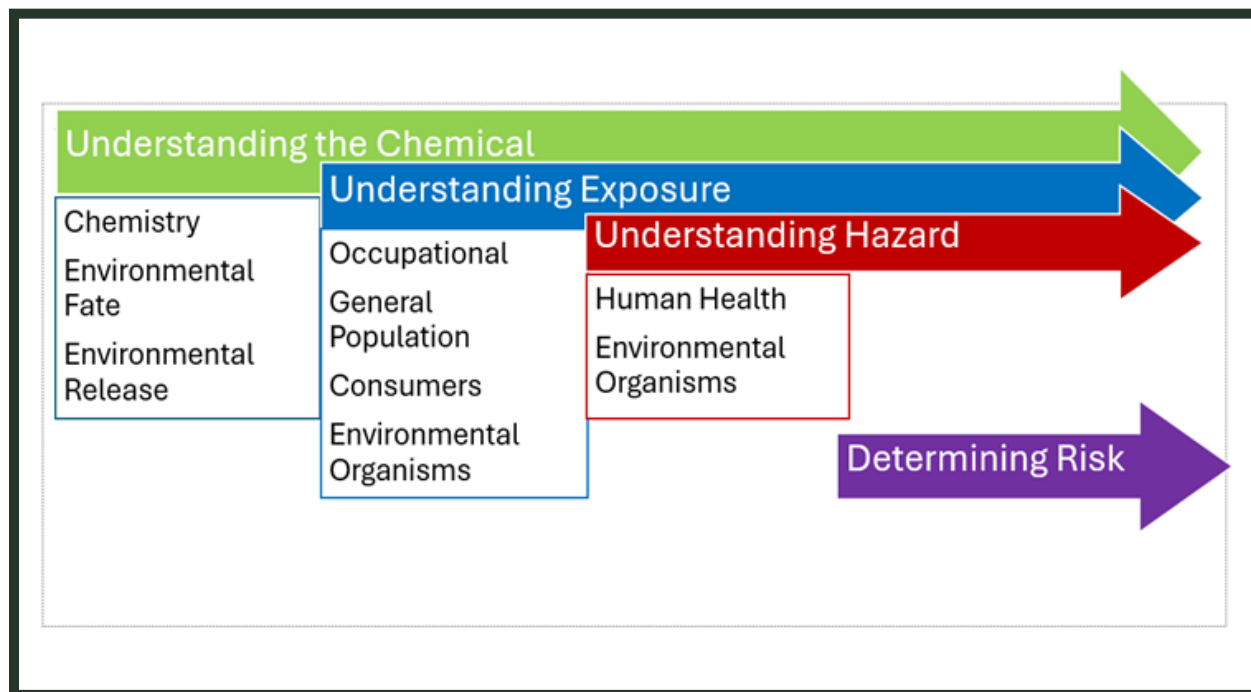 Understanding the Chemical
Chemistry
Environmental
Fate
Environmental
Release
Understanding Exposure
Occupational
General
Population
Consumers
Environmental
Organisms
Understanding Hazard
Human Health
Environmental
Organisms
Determining Risk